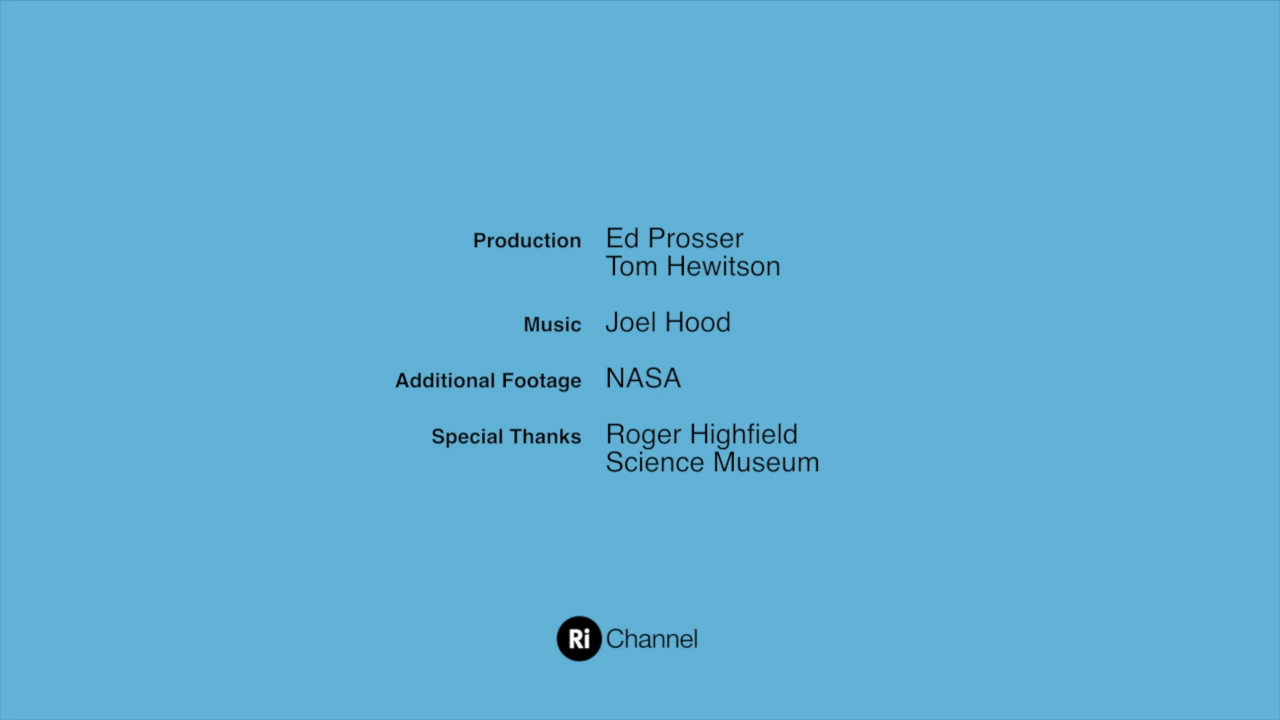 Production Ed Prosser
Tom Hewitson
Music Joel Hood
Additional Footage NASA
Special Thanks Roger Highfield
Science Museum
Ri Channel